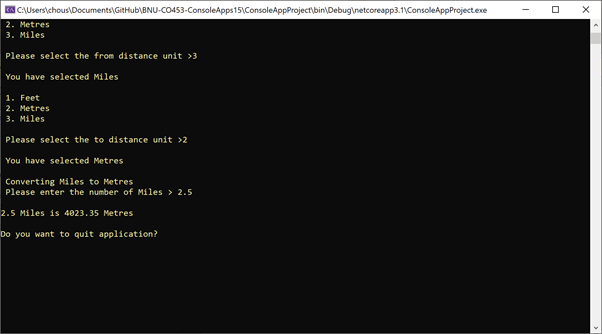 C:\Users\chous\Documents\GitHub\BNU-CO453-ConsoleApps15\ConsoleAppProject\bin\Debug\netcoreapp3.1\ConsoleAppProject.exe
2. Metres
3. Miles
Please select the from distance unit >3
You have selected Miles
1. Feet
2. Metres
3. Miles
Please select the to distance unit >2
You have selected Metres
Converting Miles to Metres
Please enter the number of Miles > 2.5
2.5 Miles is 4023.35 Metres
Do you want to quit application?